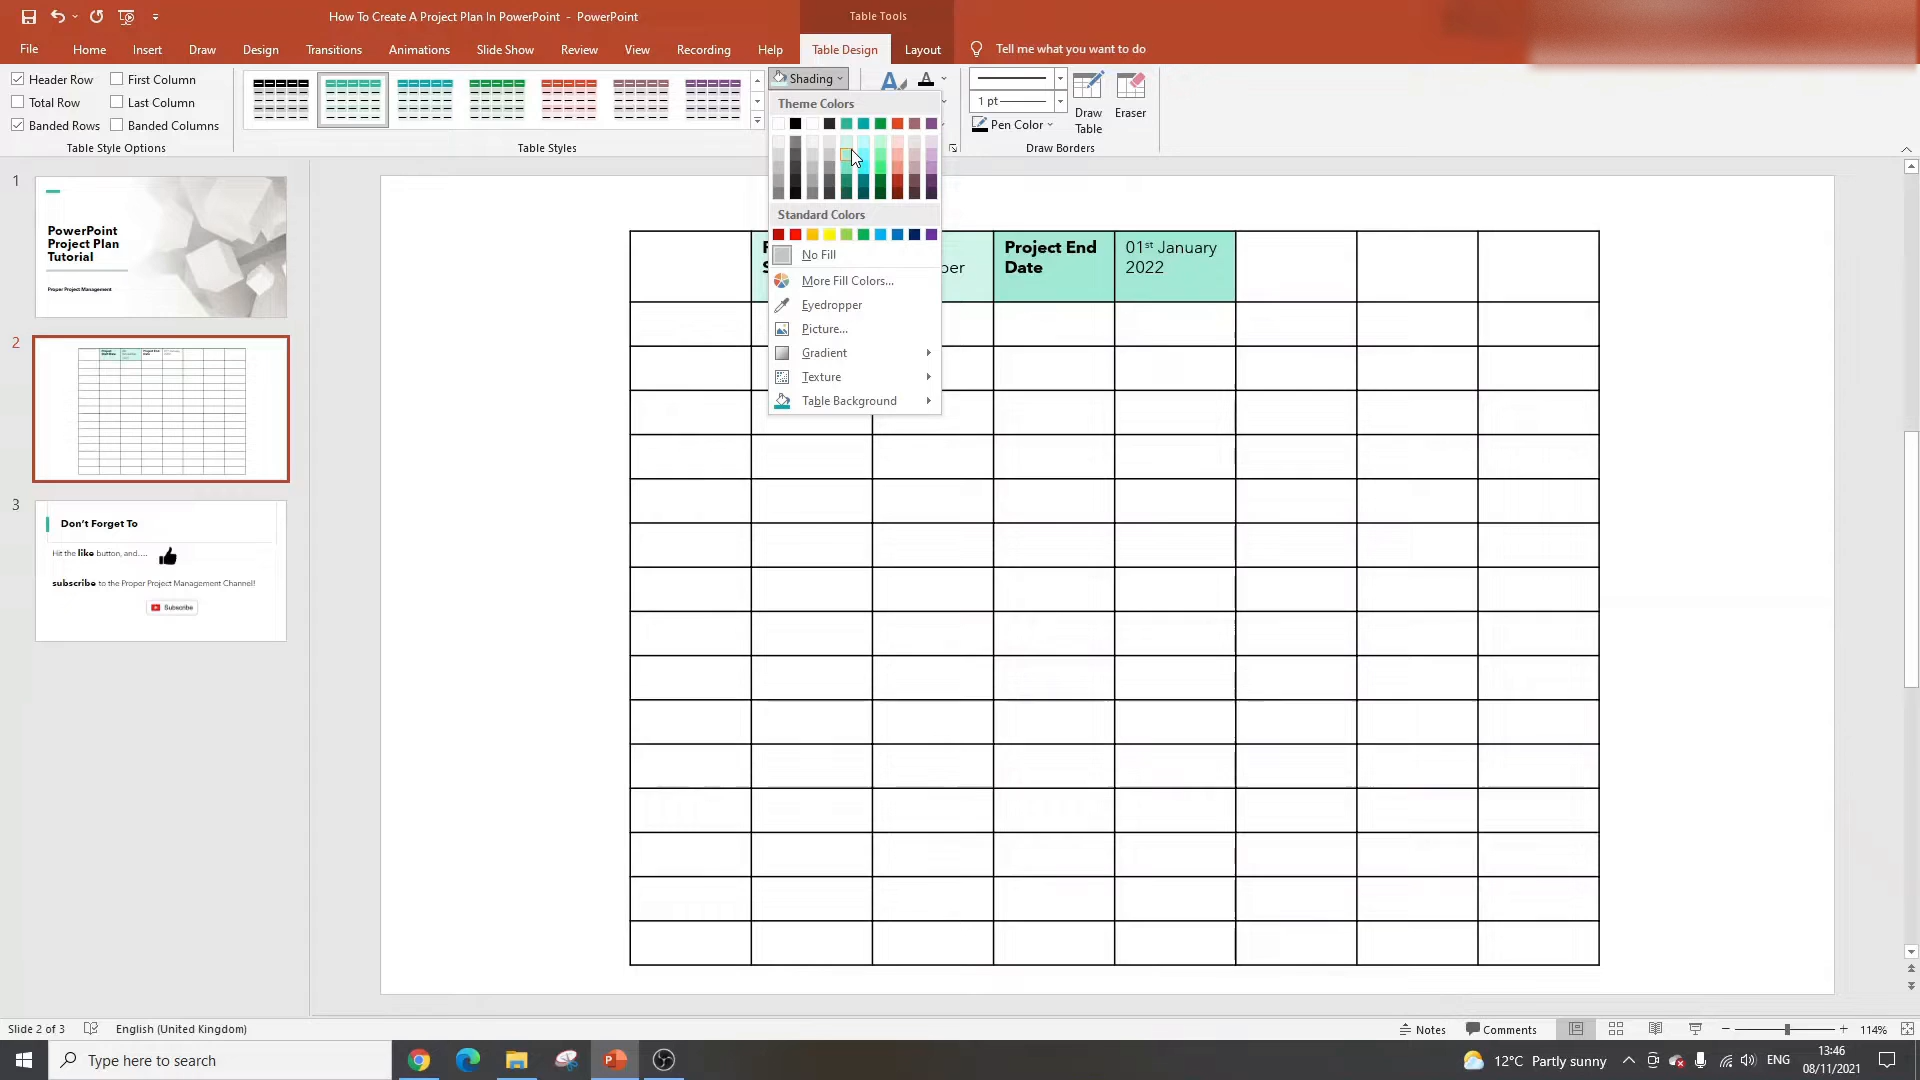 How To Create A Project Plan In PowerPoint - PowerPoint
Table Tools
File Home Insert Draw Design Transitions Animations Slide Show Review View Recording Help Table Design Layout Tell me what you want to do
Header Row First Column
Total Row Last Column
Banded Rows Banded Columns
Table Style Options
Table Styles
Shading
1 pt
Pen Color
Draw Table
Eraser
Draw Borders
Theme Colors
Standard Colors
No Fill
More Fill Colors...
Eyedropper
Picture...
Gradient
Texture
Table Background
1
PowerPoint
Project Plan
Tutorial
Proper Project Management
2
3
Don't Forget To
Hit the like button, and....
subscribe to the Proper Project Management Channel!
Subscribe
Project End
Date
01st January
2022
Slide 2 of 3
English (United Kingdom)
Notes
Comments
114%
Type here to search
12°C Partly sunny
ENG
13:46
08/11/2021